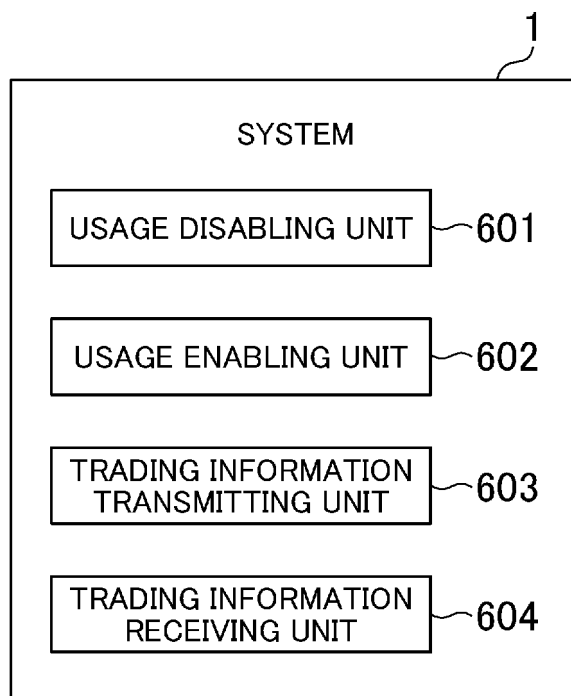 1
SYSTEM
USAGE DISABLING UNIT
601
USAGE ENABLING UNIT
602
TRADING INFORMATION
TRANSMITTING UNIT
603
TRADING INFORMATION
RECEIVING UNIT
604